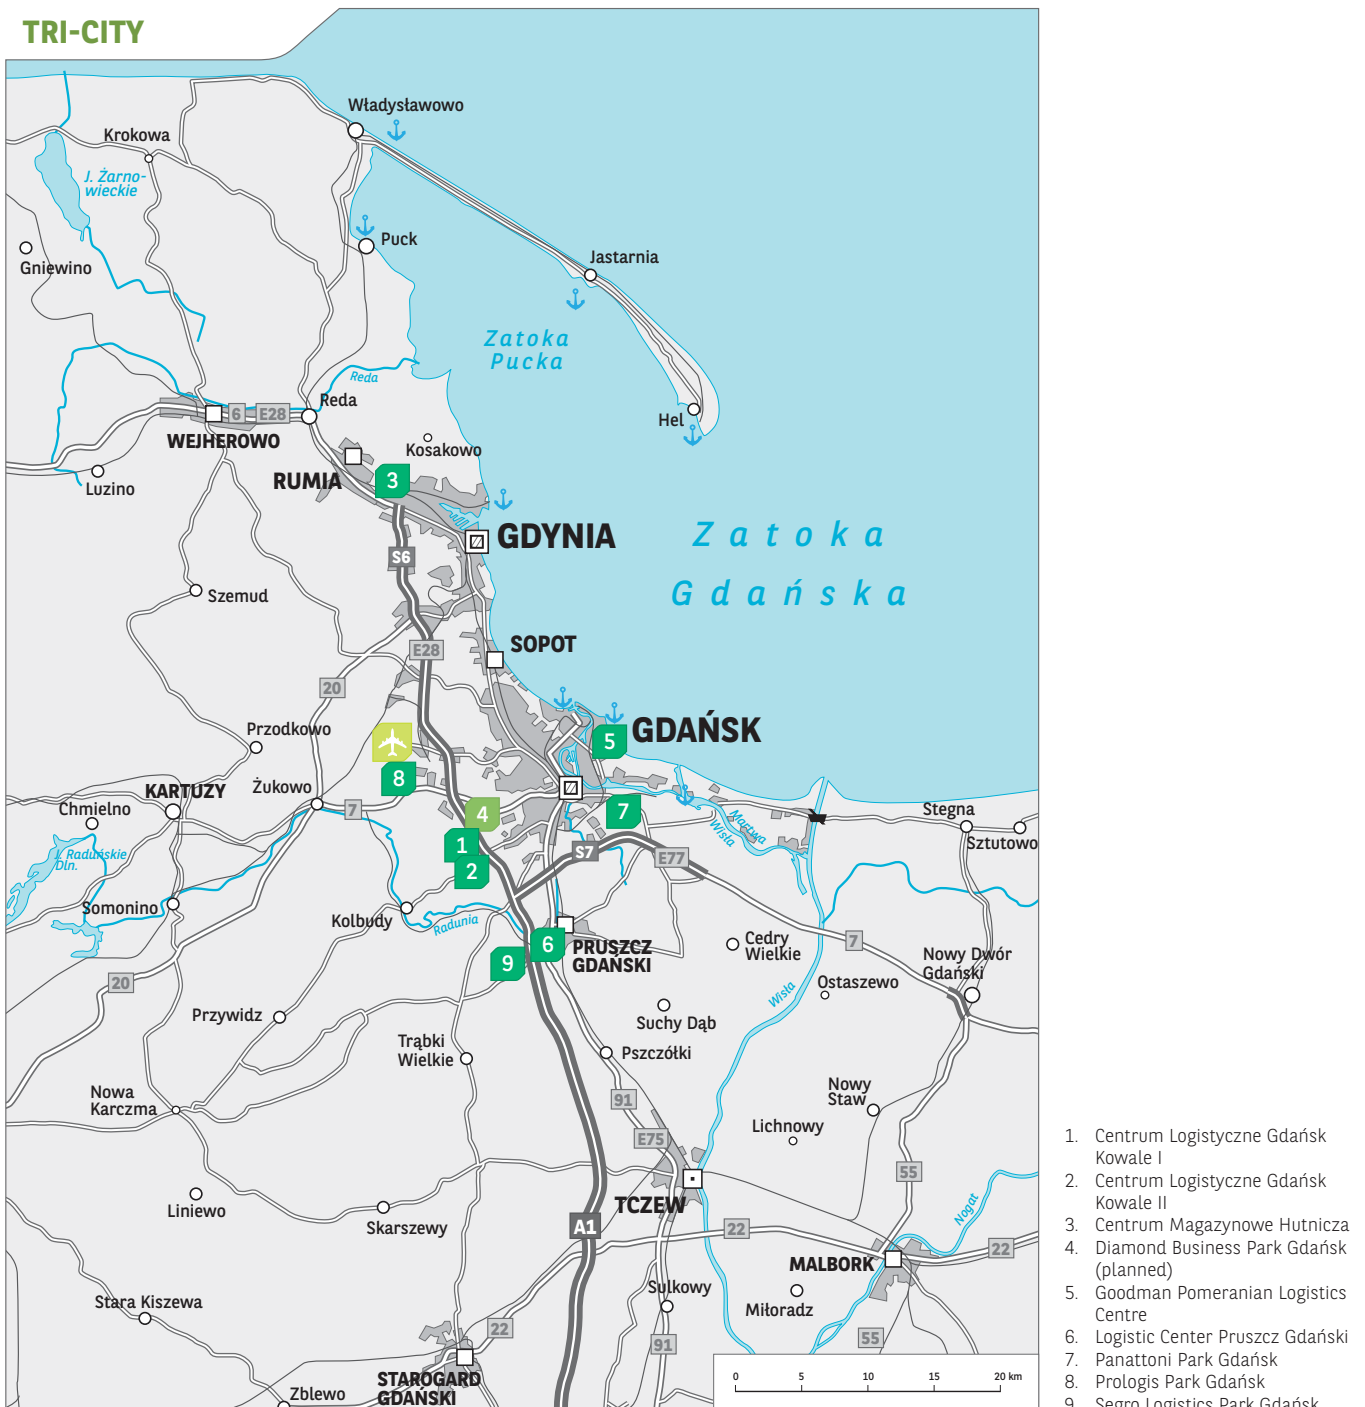 TRI-CITY
Władysławowo
Krokowa
J. Żarno-
wieckie
Puck
Gniewino
Jastarnia
Zatoka
Pucka
Reda
Reda
6
E28
Hel
WEJHEROWO
Kosakowo
RUMIA
3
Luzino
GDYNIA
Zatoka
S6
Gdańska
Szemud
SOPOT
E28
20
Przodkowo
GDAŃSK
5
8
Żukowo
KARTUZY
Chmielno
7
4
7
Stegna
Martwa
Wisła
Sztutowo
1
J. Raduńskie
Dln.
S7
E77
2
Somonino
Kolbudy
Radunia
6
PRUSZCZ
GDAŃSKI
Cedry
Wielkie
7
Nowy Dwór
Gdański
9
20
Ostaszewo
Wisła
Przywidz
Suchy Dąb
Trąbki
Wielkie
Pszczółki
Nowa
Karczma
91
Nowy
Staw
Lichnowy
E75
55
Liniewo
TCZEW
Nogat
Skarszewy
A1
22
22
MALBORK
Sulkowy
Miłoradz
Stara Kiszewa
22
91
55
STAROGARD
GDAŃSKI
Zblewo
0 5 10 15 20 km
1. Centrum Logistyczne Gdańsk
Kowale I
2. Centrum Logistyczne Gdańsk
Kowale II
3. Centrum Magazynowe Hutnicza
4. Diamond Business Park Gdańsk
(planned)
5. Goodman Pomeranian Logistics
Centre
6. Logistic Center Pruszcz Gdański
7. Panattoni Park Gdańsk
8. Prologis Park Gdańsk
9. Segro Logistics Park Gdańsk